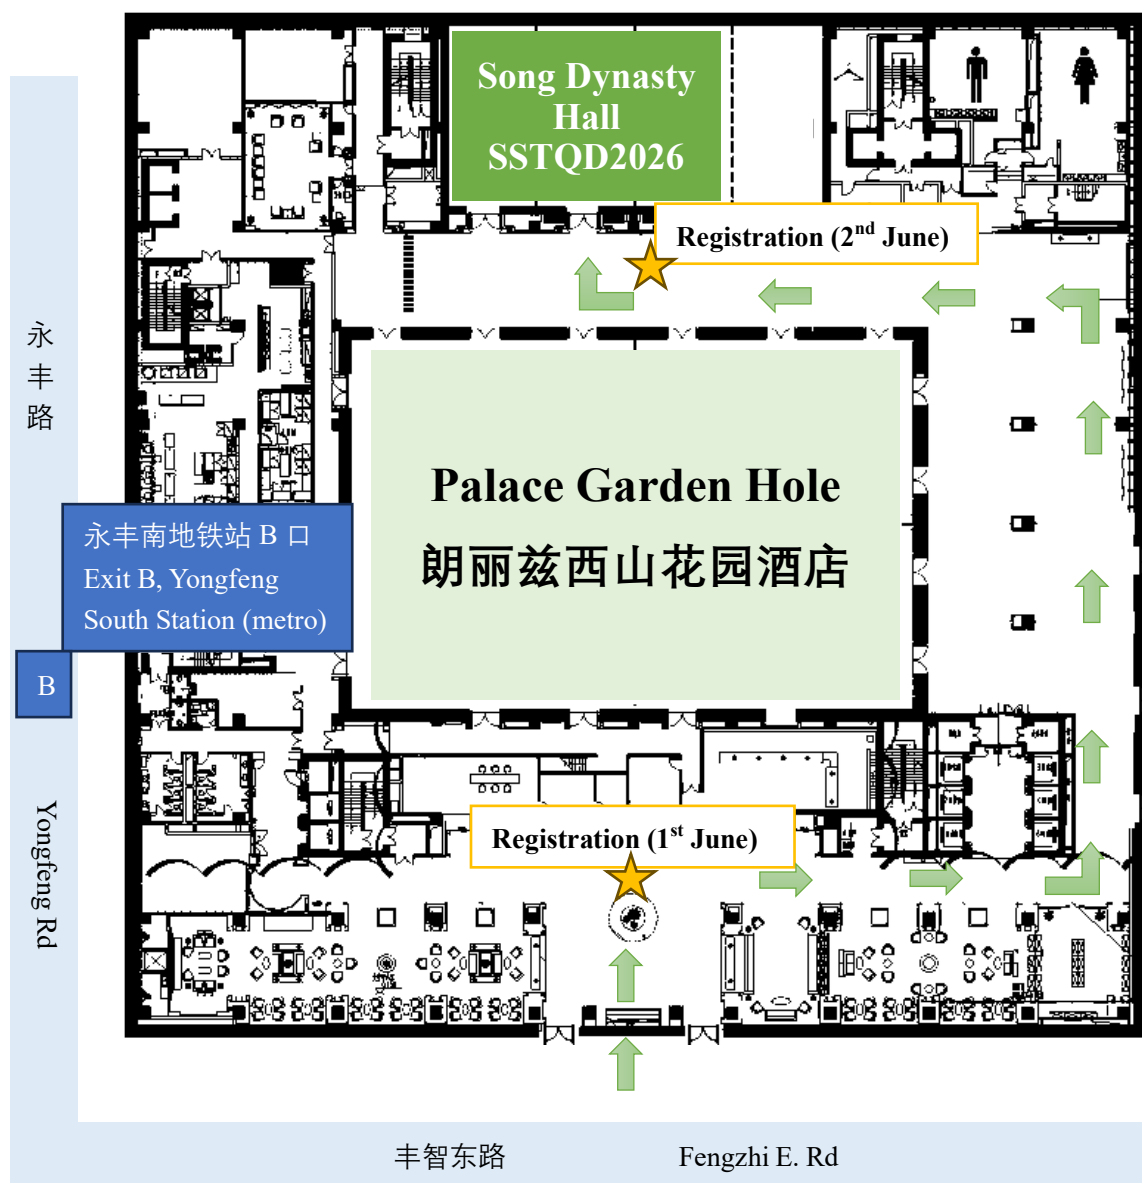 Song Dynasty
Hall
SSTQD2026
Registration (2nd June)
永丰路
Palace Garden Hole
朗丽兹西山花园酒店
永丰南地铁站 B 口
Exit B, Yongfeng
South Station (metro)
B
Yongfeng Rd
Registration (1st June)
丰智东路
Fengzhi E. Rd